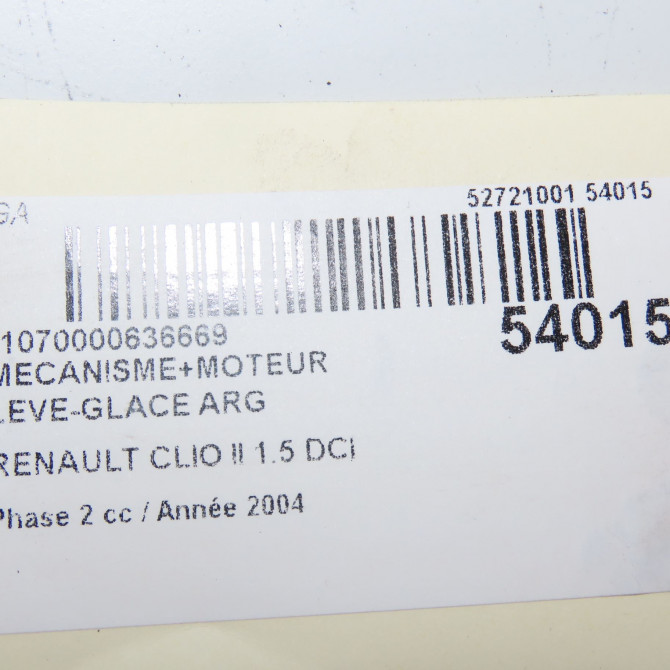 GA
52721001 54015
1070000636669
54015
MECANISME+MOTEUR
LEVE-GLACE ARG
RENAULT CLIO II 1.5 DCI
Phase 2 cc / Année 2004